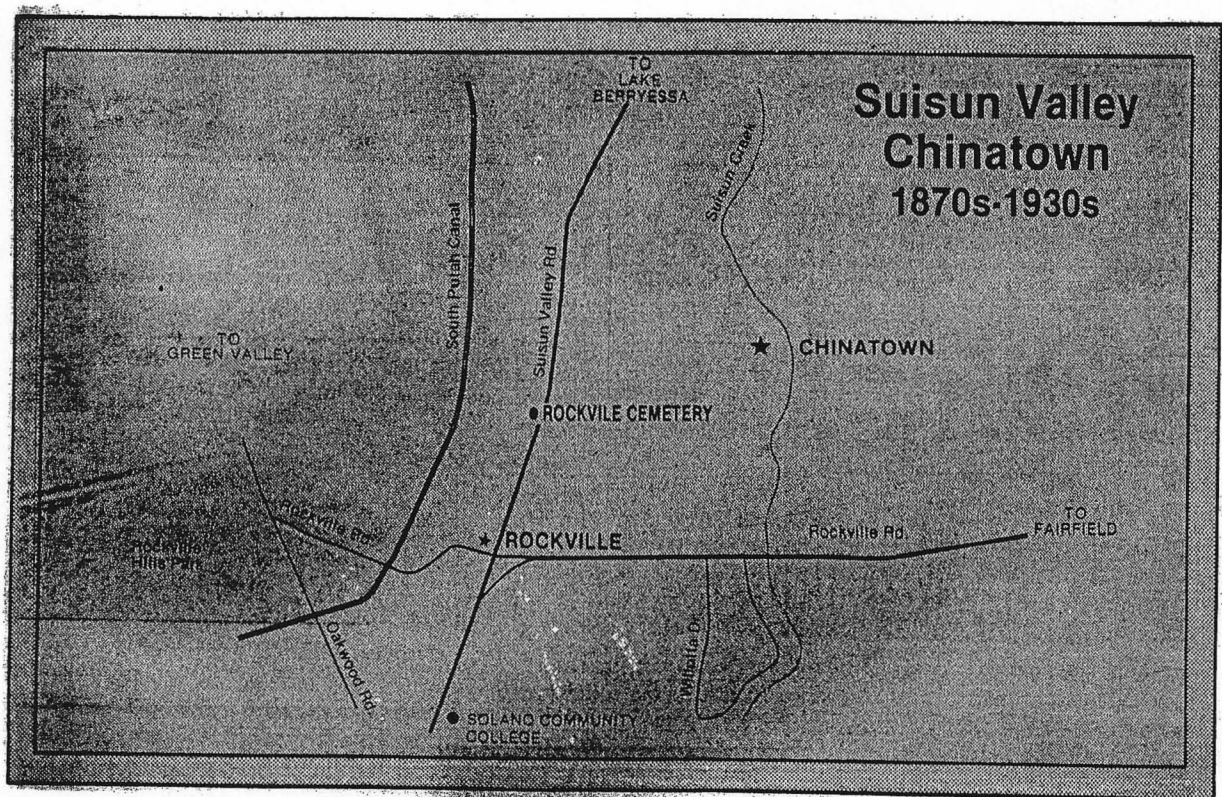 Suisun Valley
Chinatown
1870s-1930s
TO
LAKE
BERRYESSA
Suisun Creek
South Putah Canal
Suisun Valley Rd
TO
GREEN VALLEY
CHINATOWN
ROCKVILE CEMETERY
Rockville Rd
ROCKVILLE
Rockville Rd.
TO
FAIRFIELD
Rockville
Hills Park
Oakwood Rd.
SOLANO COMMUNITY
COLLEGE